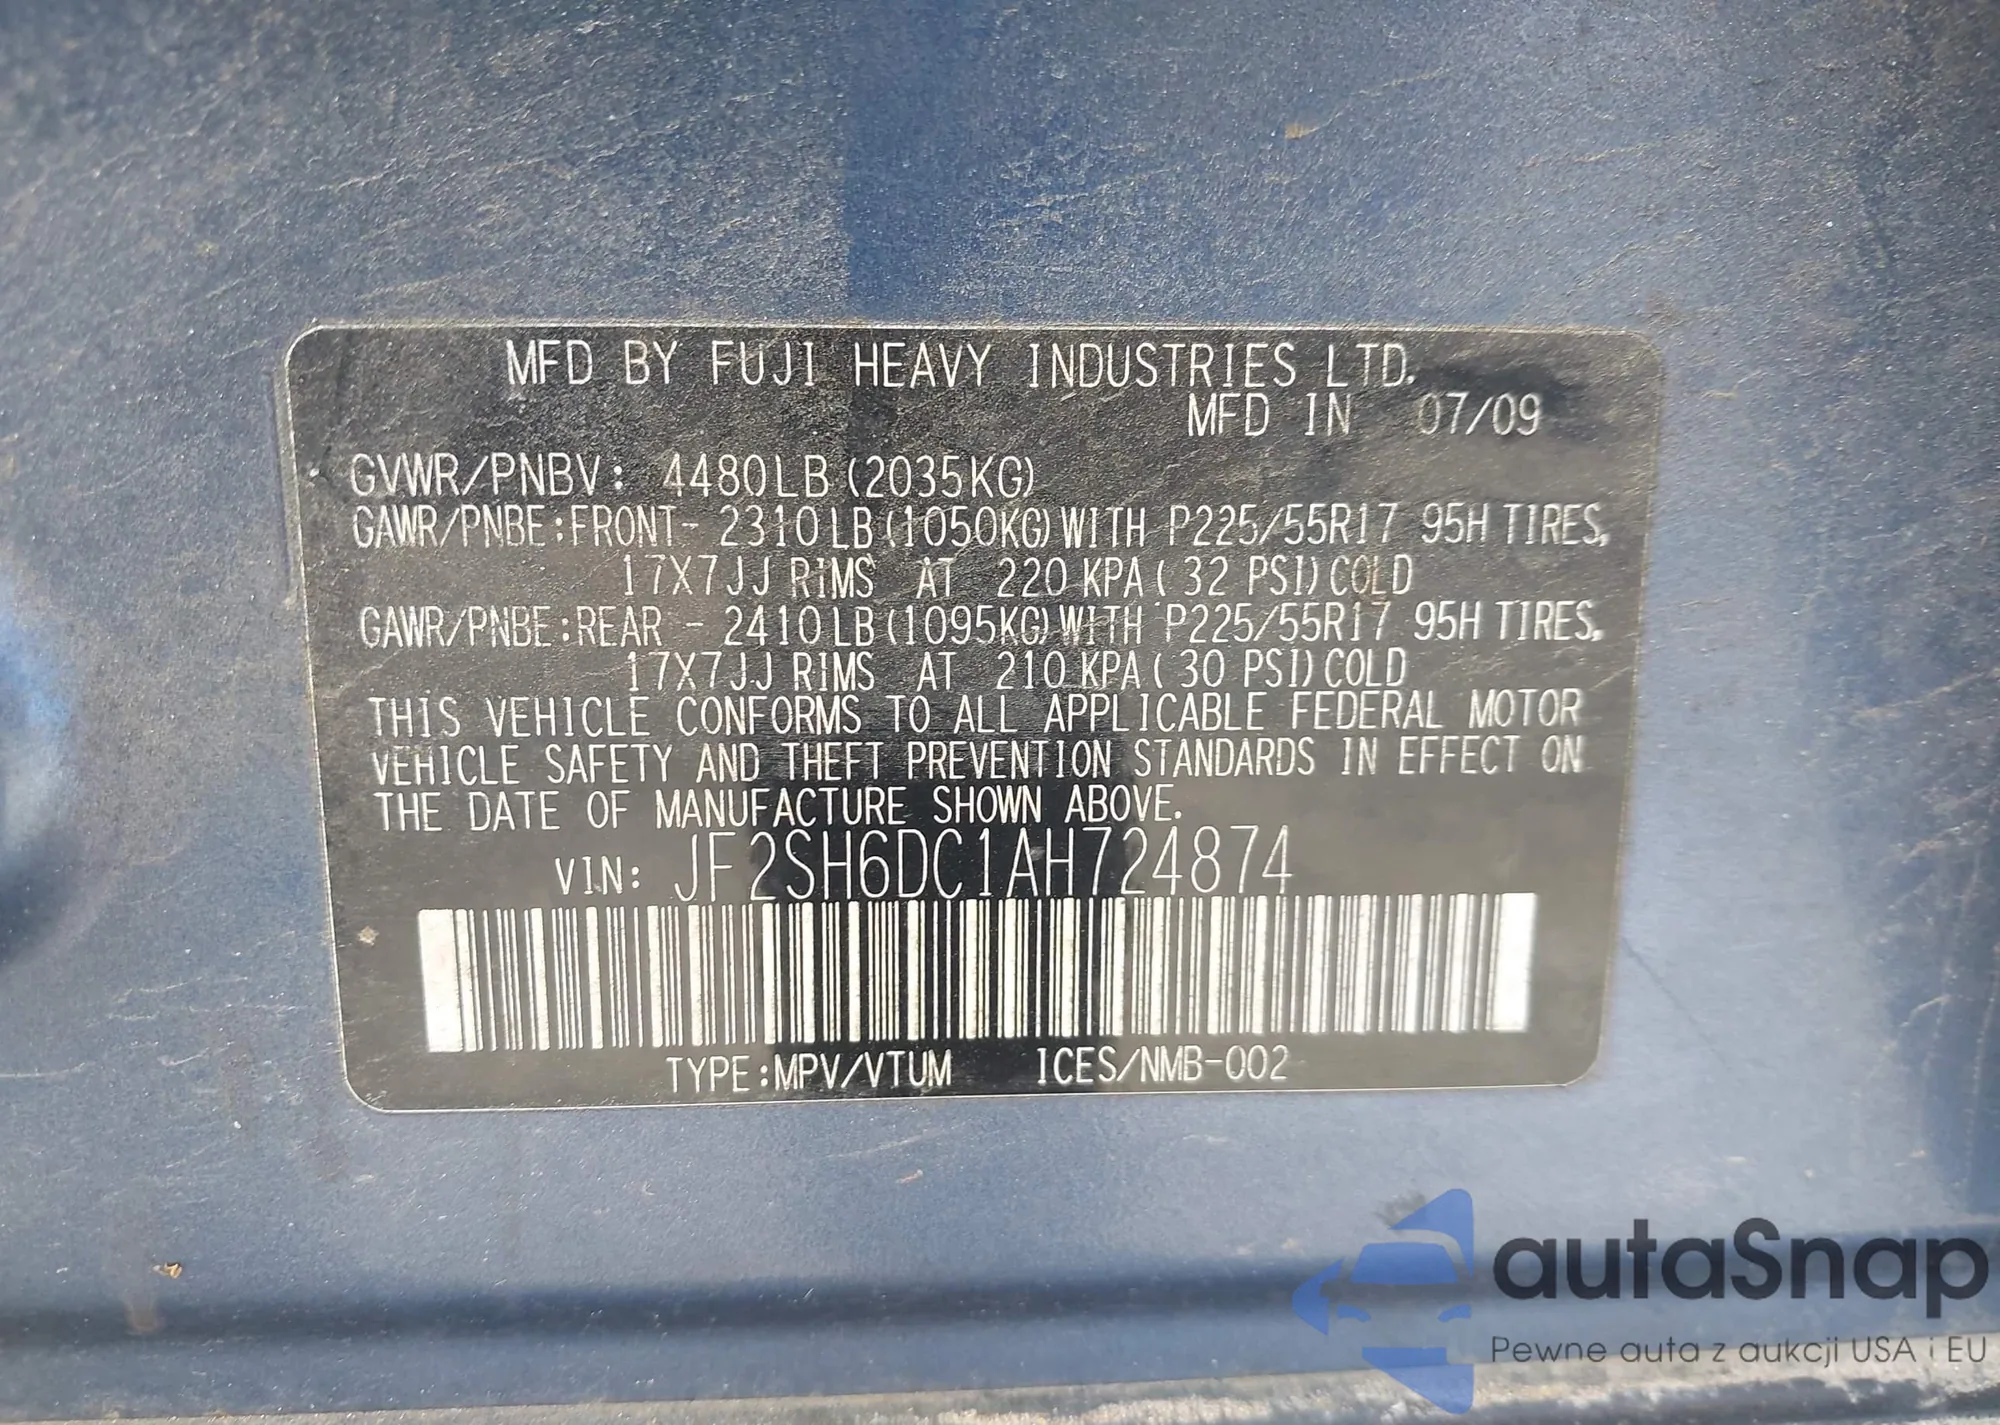 MFD BY FUJI HEAVY INDUSTRIES LTD.
MFD IN 07/09
GVWR/PNBV: 4480LB(2035KG)
GAWR/PNBE:FRONT- 2310LB(1050KG)WITH P225/55R17 95H TIRES,
17X7JJ RIMS AT 220 KPA( 32 PSI)COLD
GAWR/PNBE:REAR - 2410LB(1095KG)WITH P225/55R17 95H TIRES,
17X7JJ RIMS AT 210 KPA( 30 PSI)COLD
THIS VEHICLE CONFORMS TO ALL APPLICABLE FEDERAL MOTOR
VEHICLE SAFETY AND THEFT PREVENTION STANDARDS IN EFFECT ON
THE DATE OF MANUFACTURE SHOWN ABOVE.
VIN: JF2SH6DC1AH724874
TYPE:MPV/VTUM ICES/NMB-002
autaSnap
Pewne auta z aukcji USA i EU